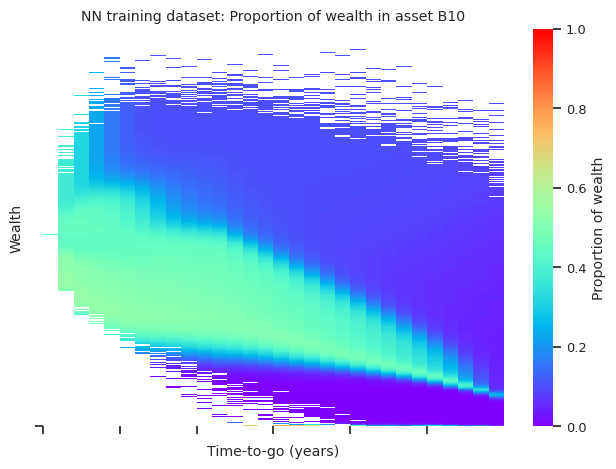 NN training dataset: Proportion of wealth in asset B10
Wealth
Time-to-go (years)
1.0
0.8
0.6
0.4
0.2
0.0
Proportion of wealth